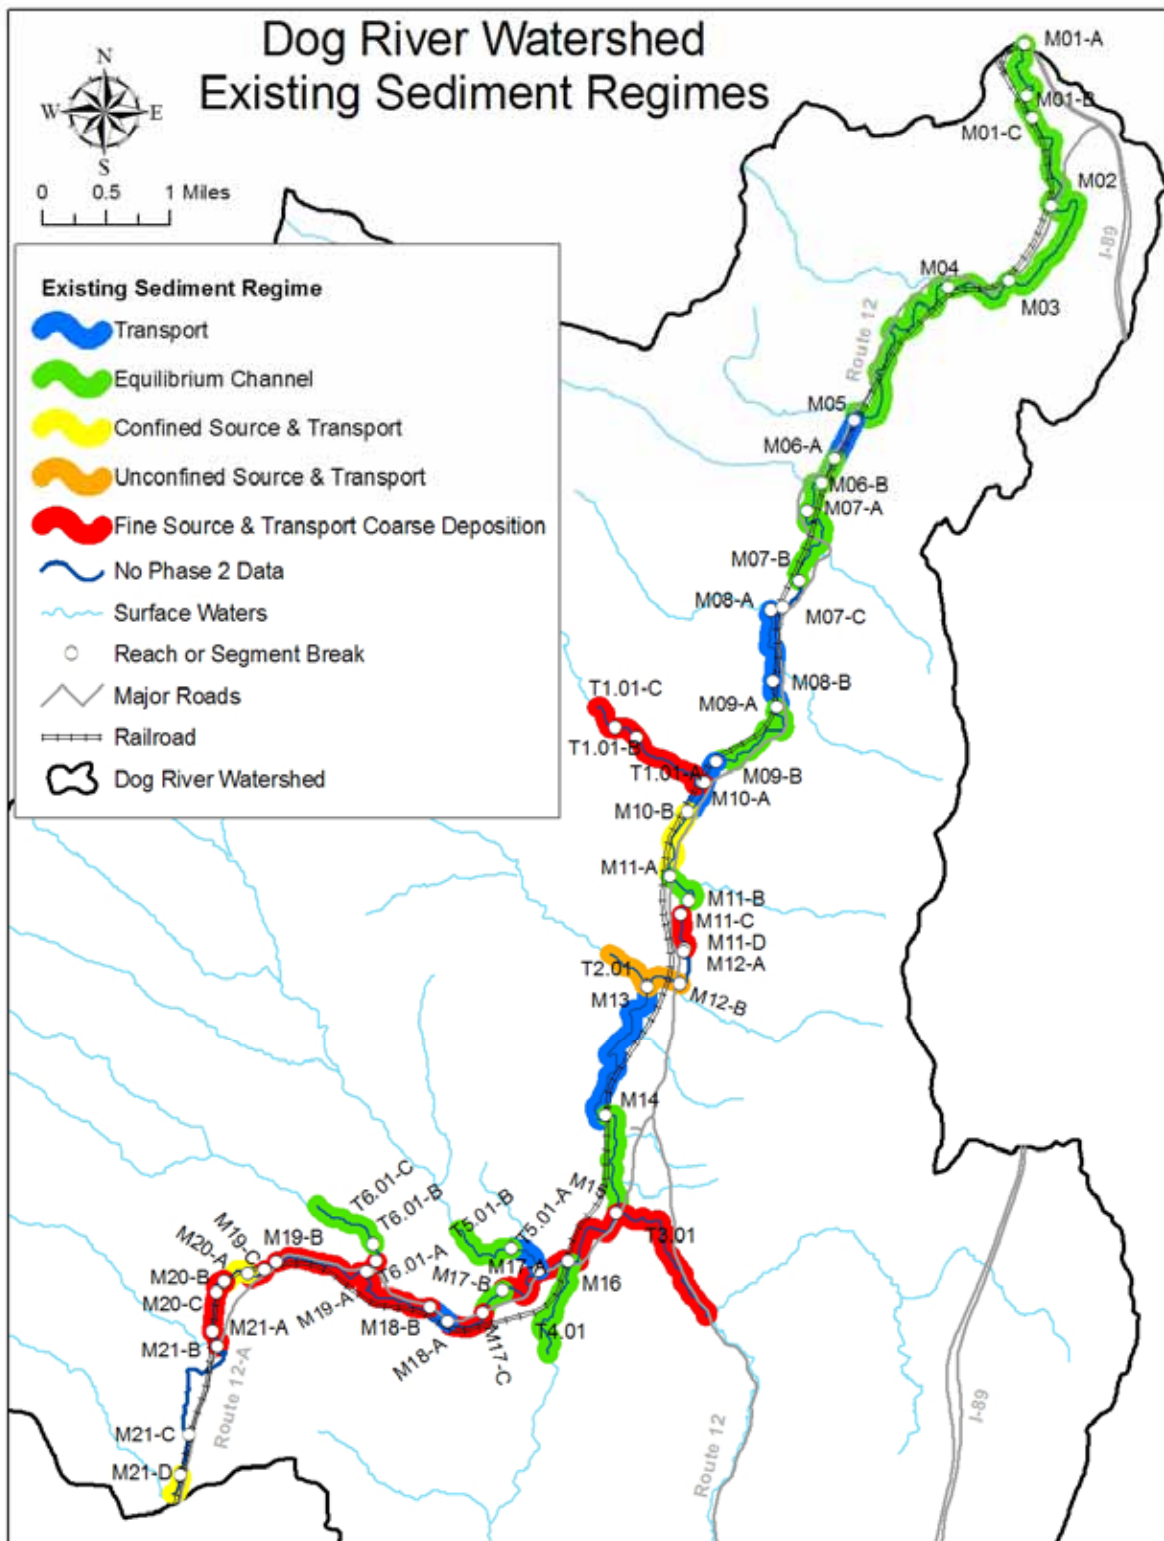 Dog River Watershed
Existing Sediment Regimes
N
W
E
S
0 0.5 1 Miles
Existing Sediment Regime
Transport
Equilibrium Channel
Confined Source & Transport
Unconfined Source & Transport
Fine Source & Transport Coarse Deposition
No Phase 2 Data
Surface Waters
Reach or Segment Break
Major Roads
Railroad
Dog River Watershed
M01-A
M01-B
M01-C
M02
I-89
M04
M03
Route 12
M05
M06-A
M06-B
M07-A
M07-B
M08-A
M07-C
M08-B
T1.01-C
M09-A
T1.01-B
T1.01-A
M09-B
M10-A
M10-B
M11-A
M11-B
M11-C
M11-D
M12-A
T2.01
M13
M12-B
M14
M15
T6.01-C
T6.01-B
T5.01-B
T5.01-A
T3.01
M19-B
M19-C
M20-A
T6.01-A
M17-A
M16
M20-B
M17-B
M20-C
M19-A
M18-B
M21-A
M18-A
M17-C
T4.01
M21-B
Route 12-A
I-89
M21-C
Route 12
M21-D